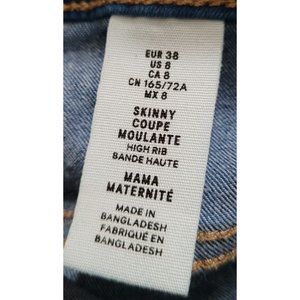 EUR 38
US 8
CA 8
CN 165/72A
MX 8
SKINNY
COUPE
MOULANTE
HIGH RIB
BANDE HAUTE
MAMA
MATERNITÉ
MADE IN
BANGLADESH
FABRIQUÉ EN
BANGLADESH